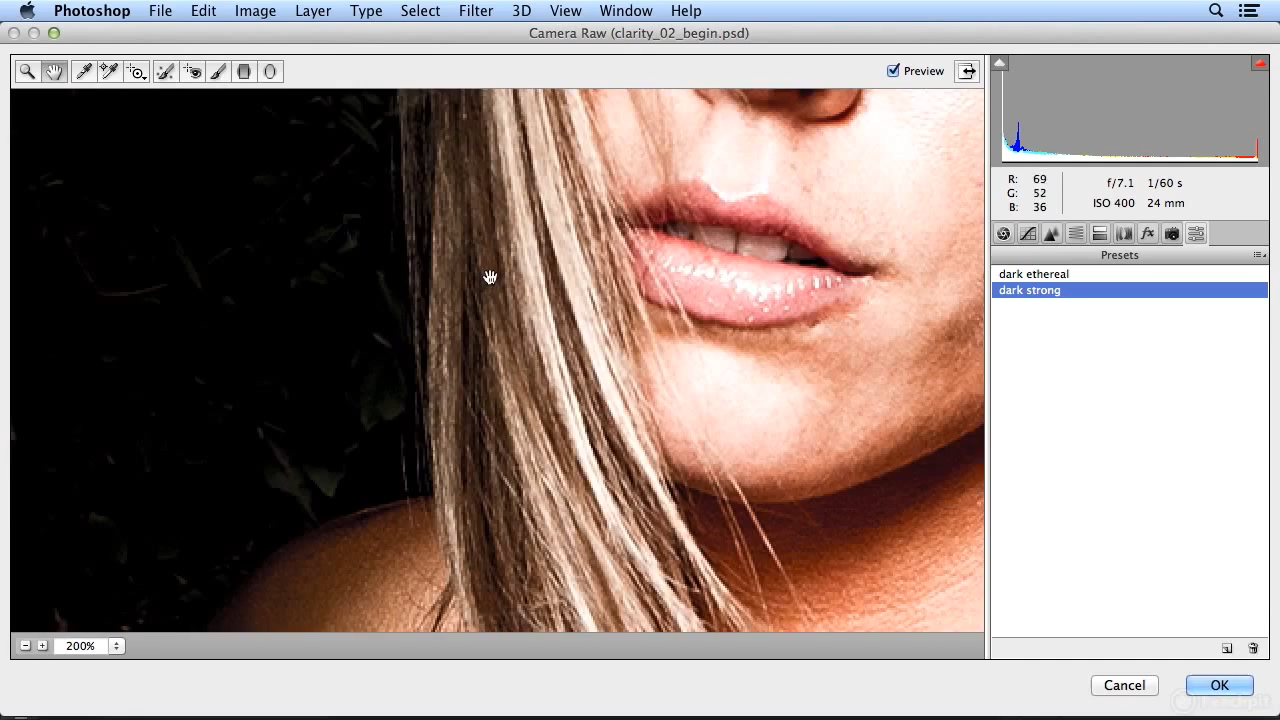 Photoshop File Edit Image Layer Type Select Filter 3D View Window Help
Camera Raw (clarity_02_begin.psd)
Preview
R: 69
G: 52
B: 36
f/7.1 1/60 s
ISO 400 24 mm
fx
Presets
dark ethereal
dark strong
200%
Cancel OK